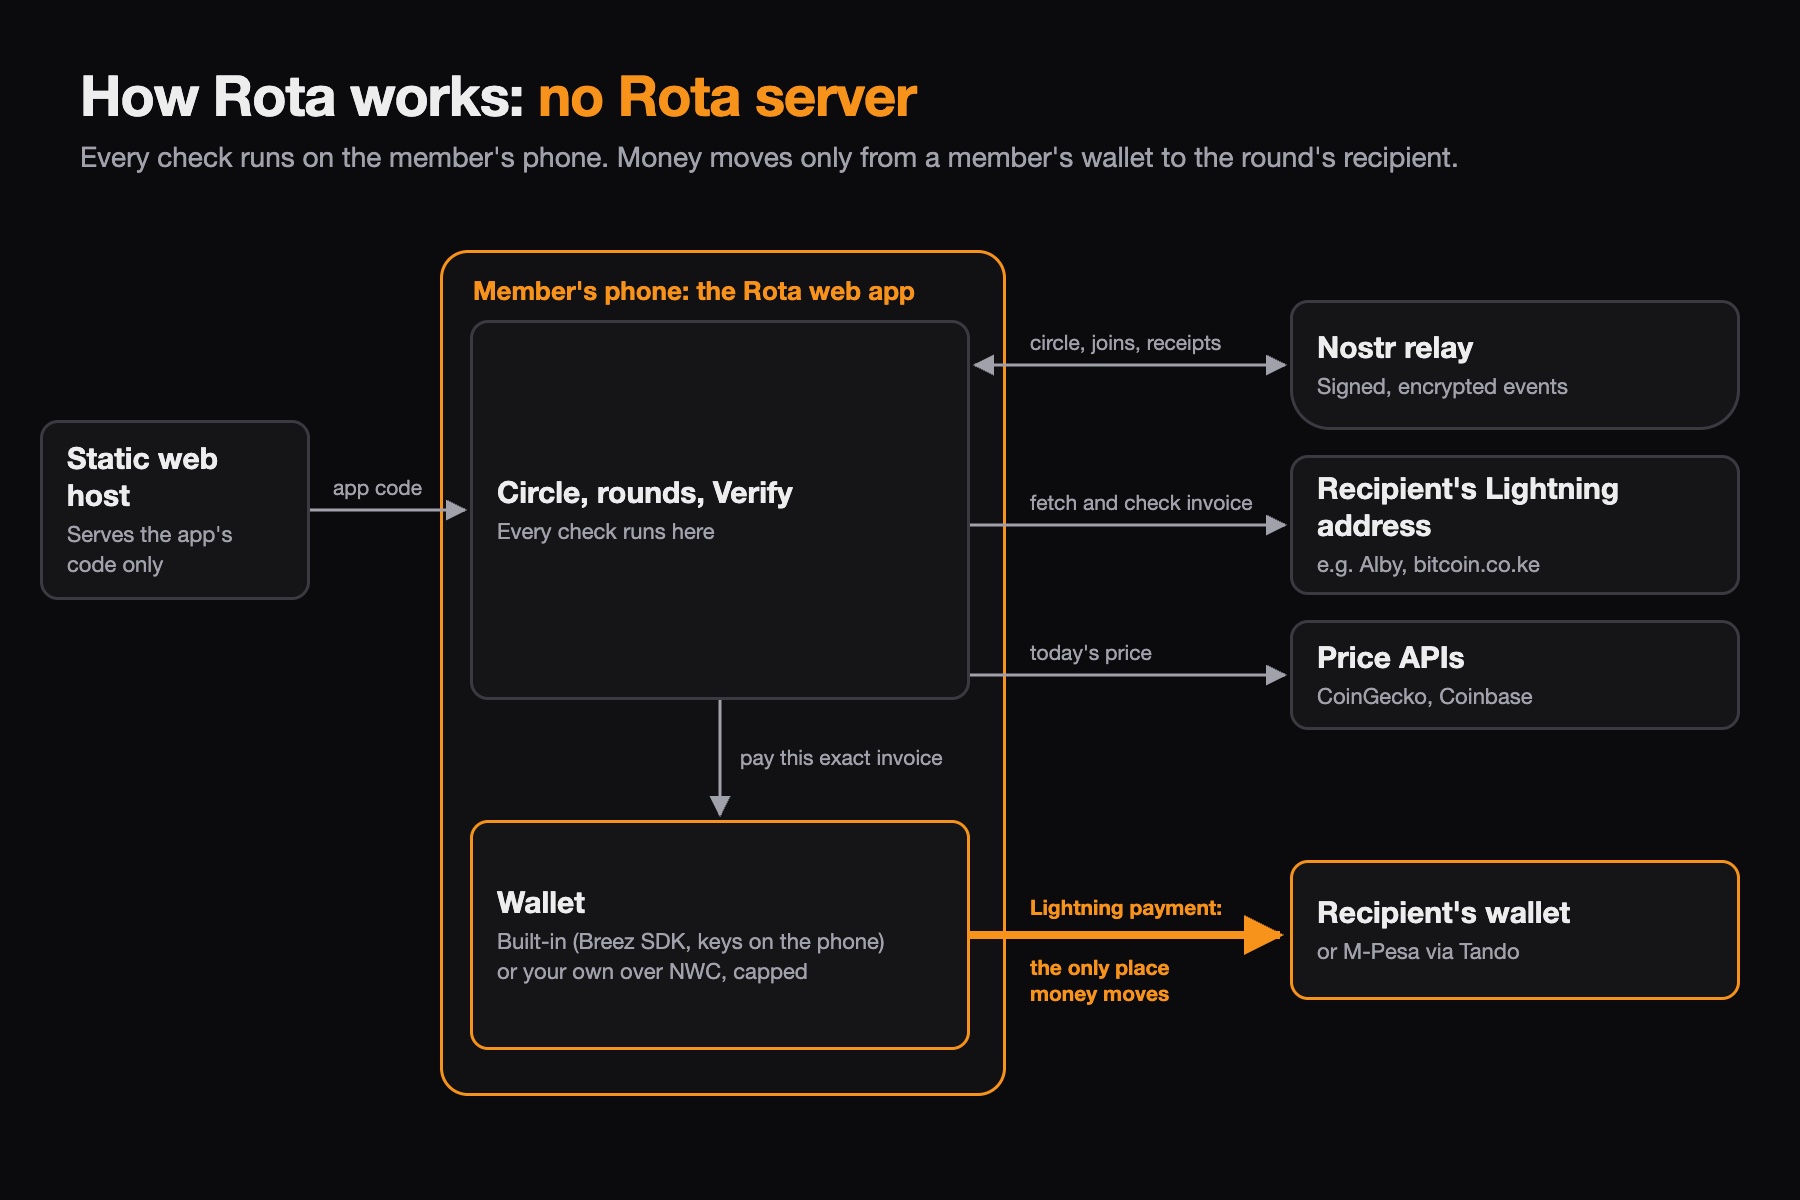 How Rota works: no Rota server
Every check runs on the member's phone. Money moves only from a member's wallet to the round's recipient.
Member's phone: the Rota web app
Static web
host
Serves the app's
code only
app code
Circle, rounds, Verify
Every check runs here
circle, joins, receipts
Nostr relay
Signed, encrypted events
fetch and check invoice
Recipient's Lightning
address
e.g. Alby, bitcoin.co.ke
today's price
Price APIs
CoinGecko, Coinbase
pay this exact invoice
Wallet
Built-in (Breez SDK, keys on the phone)
or your own over NWC, capped
Lightning payment:
the only place
money moves
Recipient's wallet
or M-Pesa via Tando